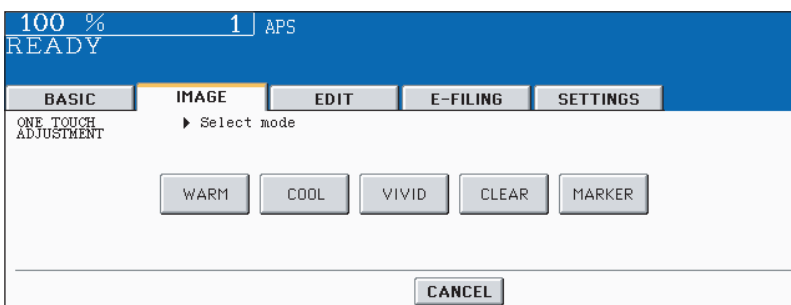 100 % 1 APS
READY
BASIC IMAGE EDIT E-FILING SETTINGS
ONE TOUCH ▶ Select mode
ADJUSTMENT
WARM COOL VIVID CLEAR MARKER
CANCEL